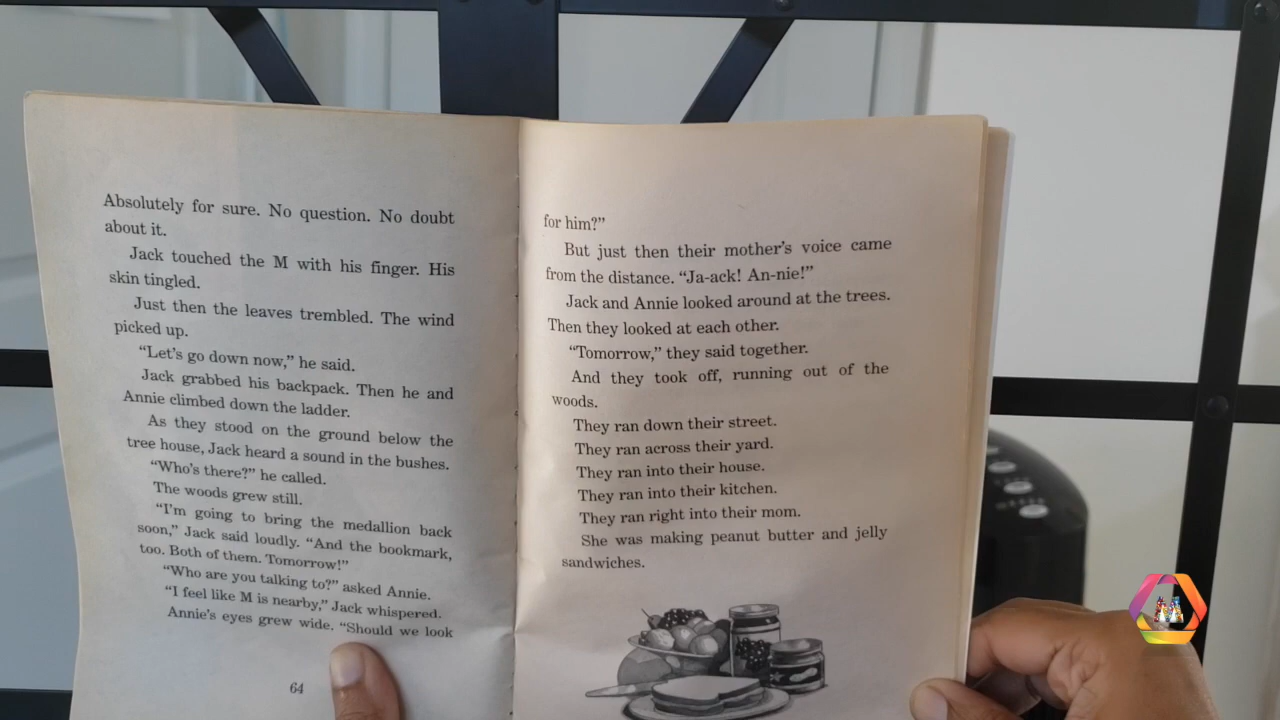 Absolutely for sure. No question. No doubt
about it.
Jack touched the M with his finger. His
skin tingled.
Just then the leaves trembled. The wind
picked up.
“Let’s go down now,” he said.
Jack grabbed his backpack. Then he and
Annie climbed down the ladder.
As they stood on the ground below the
tree house, Jack heard a sound in the bushes.
“Who’s there?” he called.
The woods grew still.
“I’m going to bring the medallion back
soon,” Jack said loudly. “And the bookmark,
too. Both of them. Tomorrow!”
“Who are you talking to?” asked Annie.
“I feel like M is nearby,” Jack whispered.
Annie’s eyes grew wide. “Should we look
64
for him?”
But just then their mother’s voice came
from the distance. “Ja-ack! An-nie!”
Jack and Annie looked around at the trees.
Then they looked at each other.
“Tomorrow,” they said together.
And they took off, running out of the
woods.
They ran down their street.
They ran across their yard.
They ran into their house.
They ran into their kitchen.
They ran right into their mom.
She was making peanut butter and jelly
sandwiches.